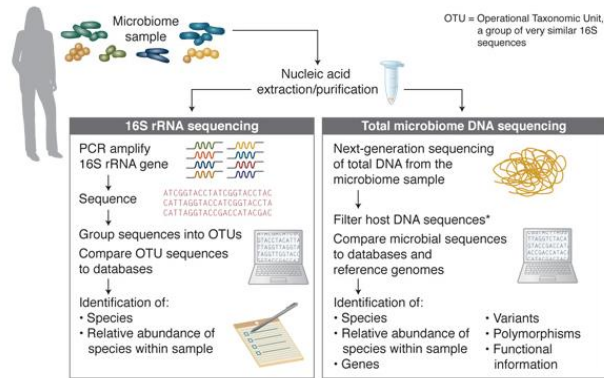 Microbiome
sample
OTU = Operational Taxonomic Unit,
a group of very similar 16S
sequences
Nucleic acid
extraction/purification
16S rRNA sequencing
PCR amplify
16S rRNA gene
Sequence
ATCGGTACCTATCGGTACCTAC
CATTAGGTACCATCGGTACCTA
CATTAGGTACCGACCATACGAC
Group sequences into OTUs
Compare OTU sequences
to databases
Identification of:
• Species
• Relative abundance of
species within sample
Total microbiome DNA sequencing
Next-generation sequencing
of total DNA from the
microbiome sample
Filter host DNA sequences*
Compare microbial sequences
to databases and
reference genomes
Identification of:
• Species
• Relative abundance of
species within sample
• Genes
• Variants
• Polymorphisms
• Functional
information